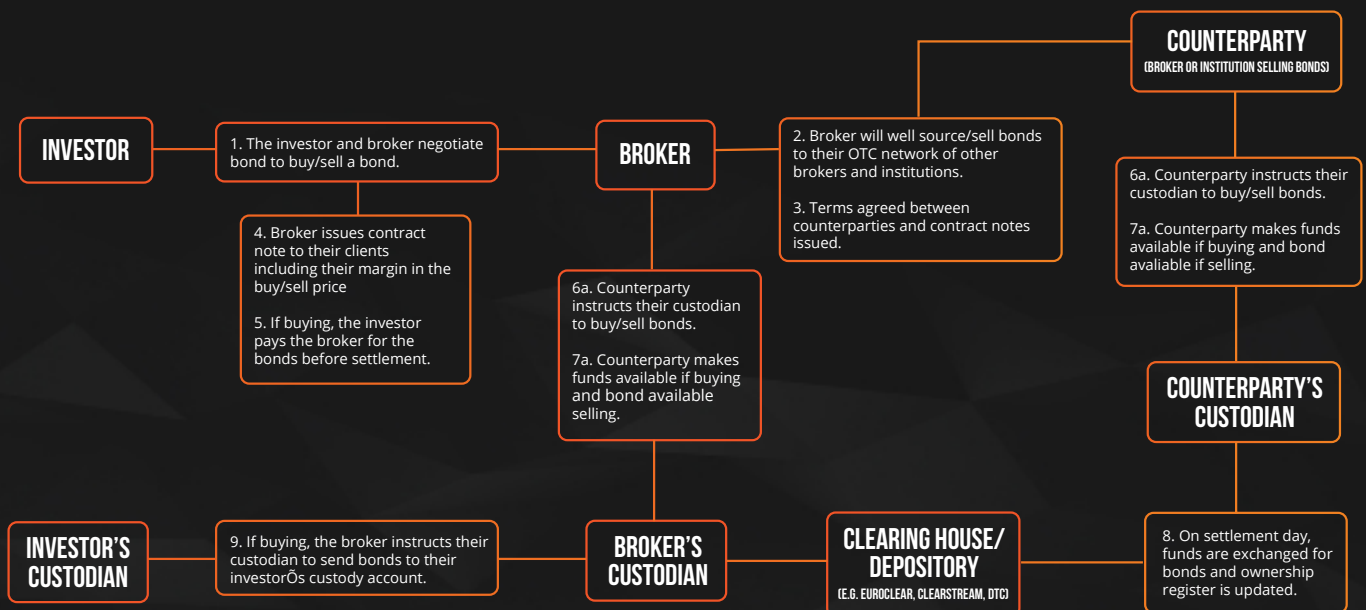 COUNTERPARTY
(BROKER OR INSTITUTION SELLING BONDS)
INVESTOR
1. The investor and broker negotiate
bond to buy/sell a bond.
BROKER
2. Broker will well source/sell bonds
to their OTC network of other
brokers and institutions.
3. Terms agreed between
counterparties and contract notes
issued.
4. Broker issues contract
note to their clients
including their margin in the
buy/sell price
5. If buying, the investor
pays the broker for the
bonds before settlement.
6a. Counterparty
instructs their custodian
to buy/sell bonds.
7a. Counterparty makes
funds available if buying
and bond available
selling.
6a. Counterparty instructs their
custodian to buy/sell bonds.
7a. Counterparty makes funds
available if buying and bond
avaliable if selling.
COUNTERPARTY'S
CUSTODIAN
INVESTOR'S
CUSTODIAN
9. If buying, the broker instructs their
custodian to send bonds to their
investorÕs custody account.
BROKER'S
CUSTODIAN
CLEARING HOUSE/
DEPOSITORY
(E.G. EUROCLEAR, CLEARSTREAM, DTC)
8. On settlement day,
funds are exchanged for
bonds and ownership
register is updated.